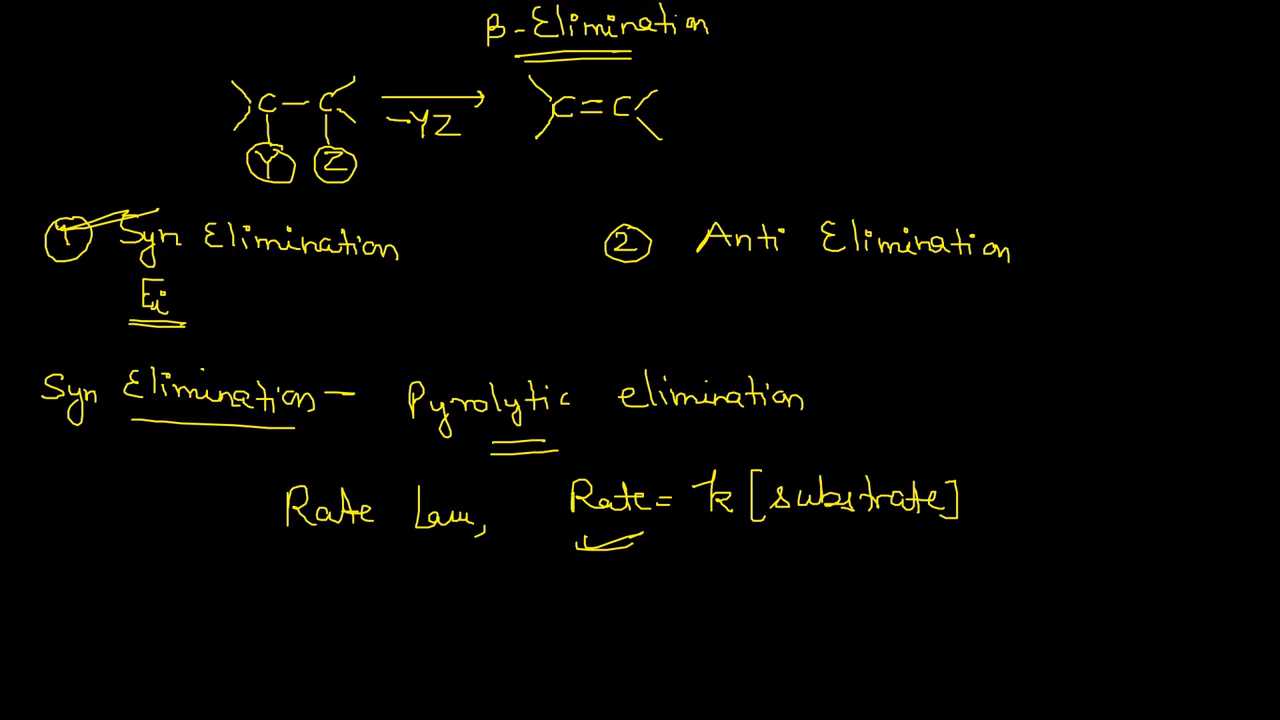 β-Elimination
C-C -YZ C=C
Y Z
1 Syn Elimination 2 Anti Elimination
Ei
Syn Elimination - Pyrolytic elimination
Rate Law, Rate = k [substrate]